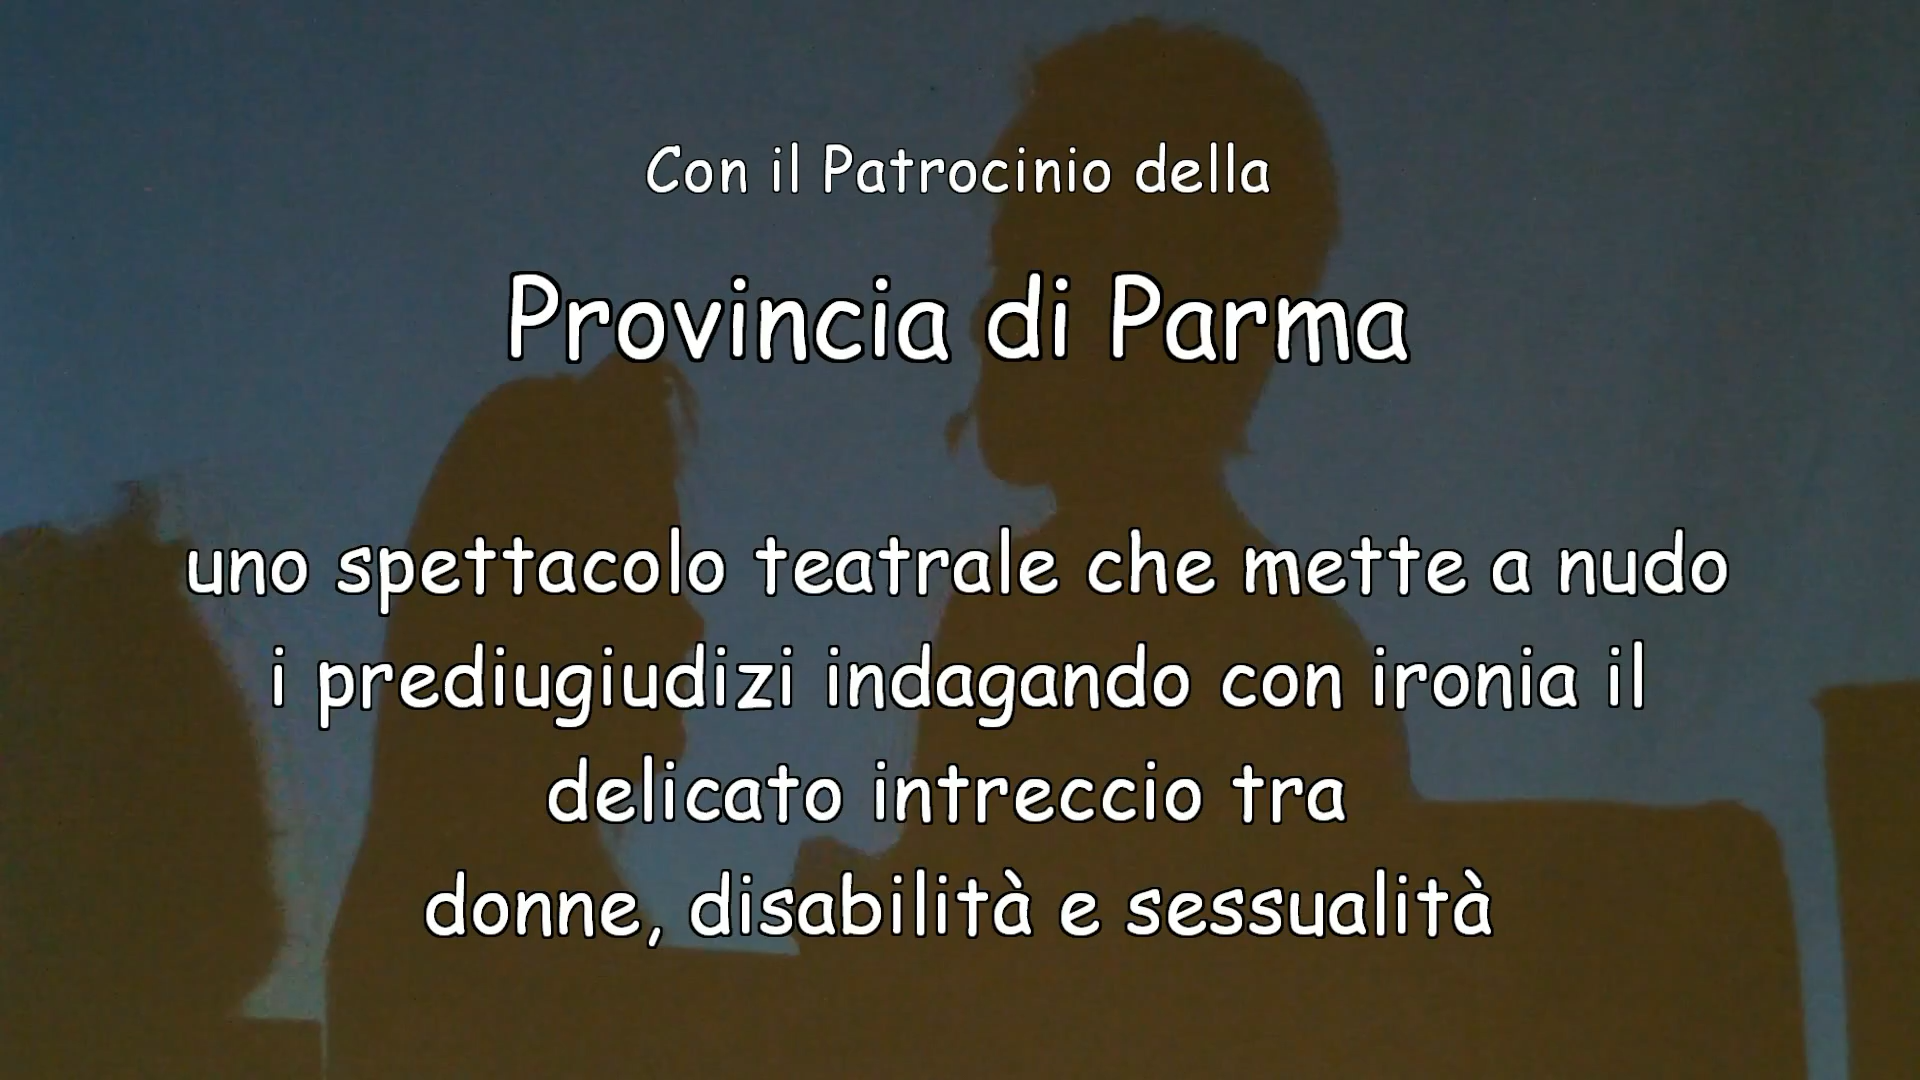 Con il Patrocinio della
Provincia di Parma
uno spettacolo teatrale che mette a nudo
i prediugiudizi indagando con ironia il
delicato intreccio tra
donne, disabilità e sessualità